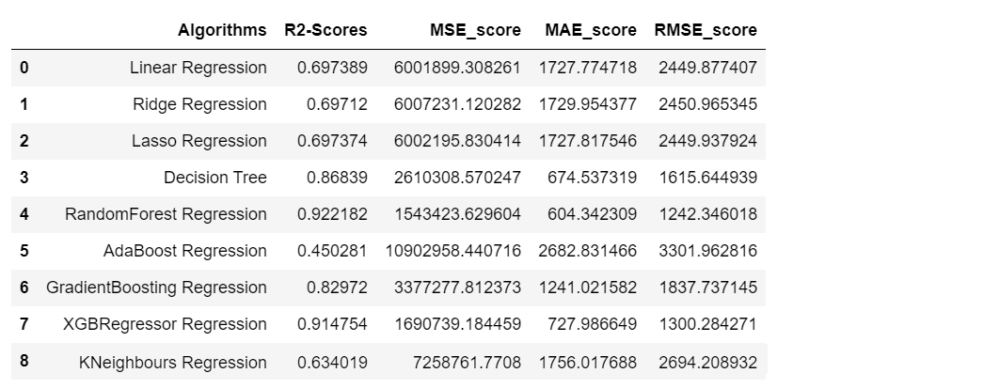 Algorithms R2-Scores MSE_score MAE_score RMSE_score
0 Linear Regression 0.697389 6001899.308261 1727.774718 2449.877407
1 Ridge Regression 0.69712 6007231.120282 1729.954377 2450.965345
2 Lasso Regression 0.697374 6002195.830414 1727.817546 2449.937924
3 Decision Tree 0.86839 2610308.570247 674.537319 1615.644939
4 RandomForest Regression 0.922182 1543423.629604 604.342309 1242.346018
5 AdaBoost Regression 0.450281 10902958.440716 2682.831466 3301.962816
6 GradientBoosting Regression 0.82972 3377277.812373 1241.021582 1837.737145
7 XGBRegressor Regression 0.914754 1690739.184459 727.986649 1300.284271
8 KNeighbours Regression 0.634019 7258761.7708 1756.017688 2694.208932